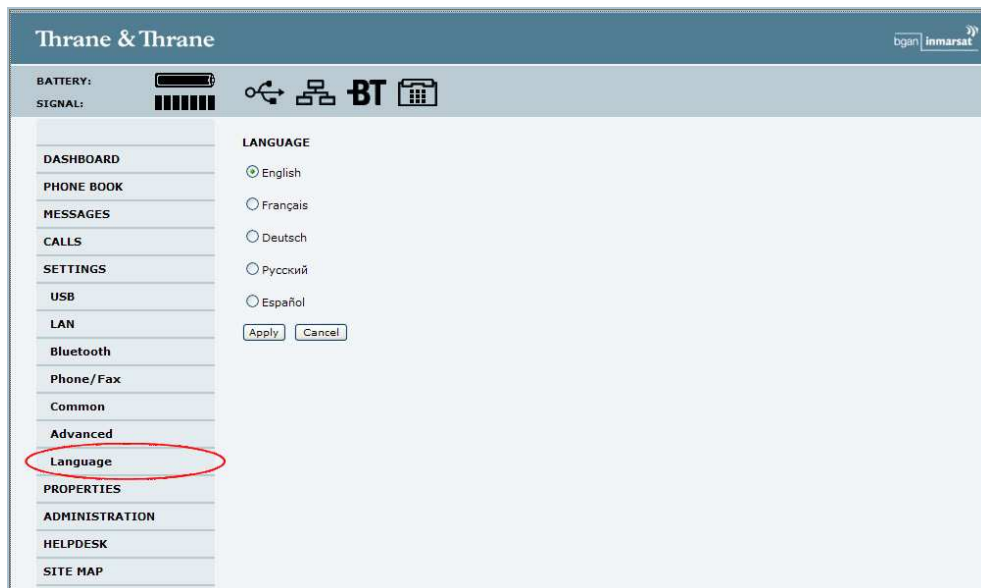 Thrane & Thrane
bgan inmarsat
BATTERY:
SIGNAL:
BT
DASHBOARD
PHONE BOOK
MESSAGES
CALLS
SETTINGS
USB
LAN
Bluetooth
Phone/Fax
Common
Advanced
Language
PROPERTIES
ADMINISTRATION
HELPDESK
SITE MAP
LANGUAGE
English
Français
Deutsch
Русский
Español
Apply Cancel